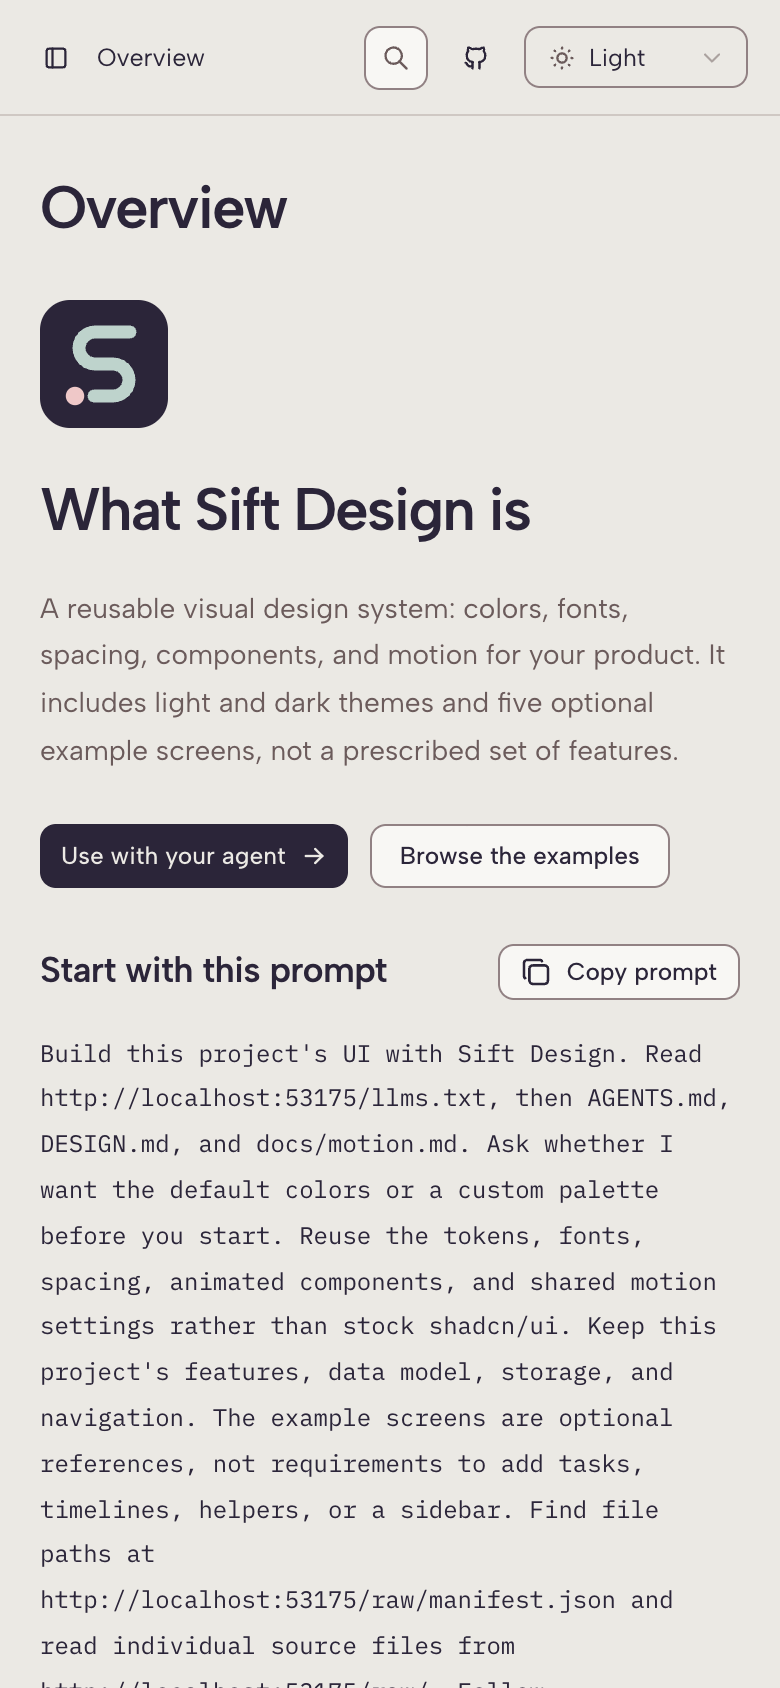 Overview
Light
Overview
What Sift Design is
A reusable visual design system: colors, fonts,
spacing, components, and motion for your product. It
includes light and dark themes and five optional
example screens, not a prescribed set of features.
Use with your agent
Browse the examples
Start with this prompt
Copy prompt
Build this project's UI with Sift Design. Read
http://localhost:53175/llms.txt, then AGENTS.md,
DESIGN.md, and docs/motion.md. Ask whether I
want the default colors or a custom palette
before you start. Reuse the tokens, fonts,
spacing, animated components, and shared motion
settings rather than stock shadcn/ui. Keep this
project's features, data model, storage, and
navigation. The example screens are optional
references, not requirements to add tasks,
timelines, helpers, or a sidebar. Find file
paths at
http://localhost:53175/raw/manifest.json and
read individual source files from